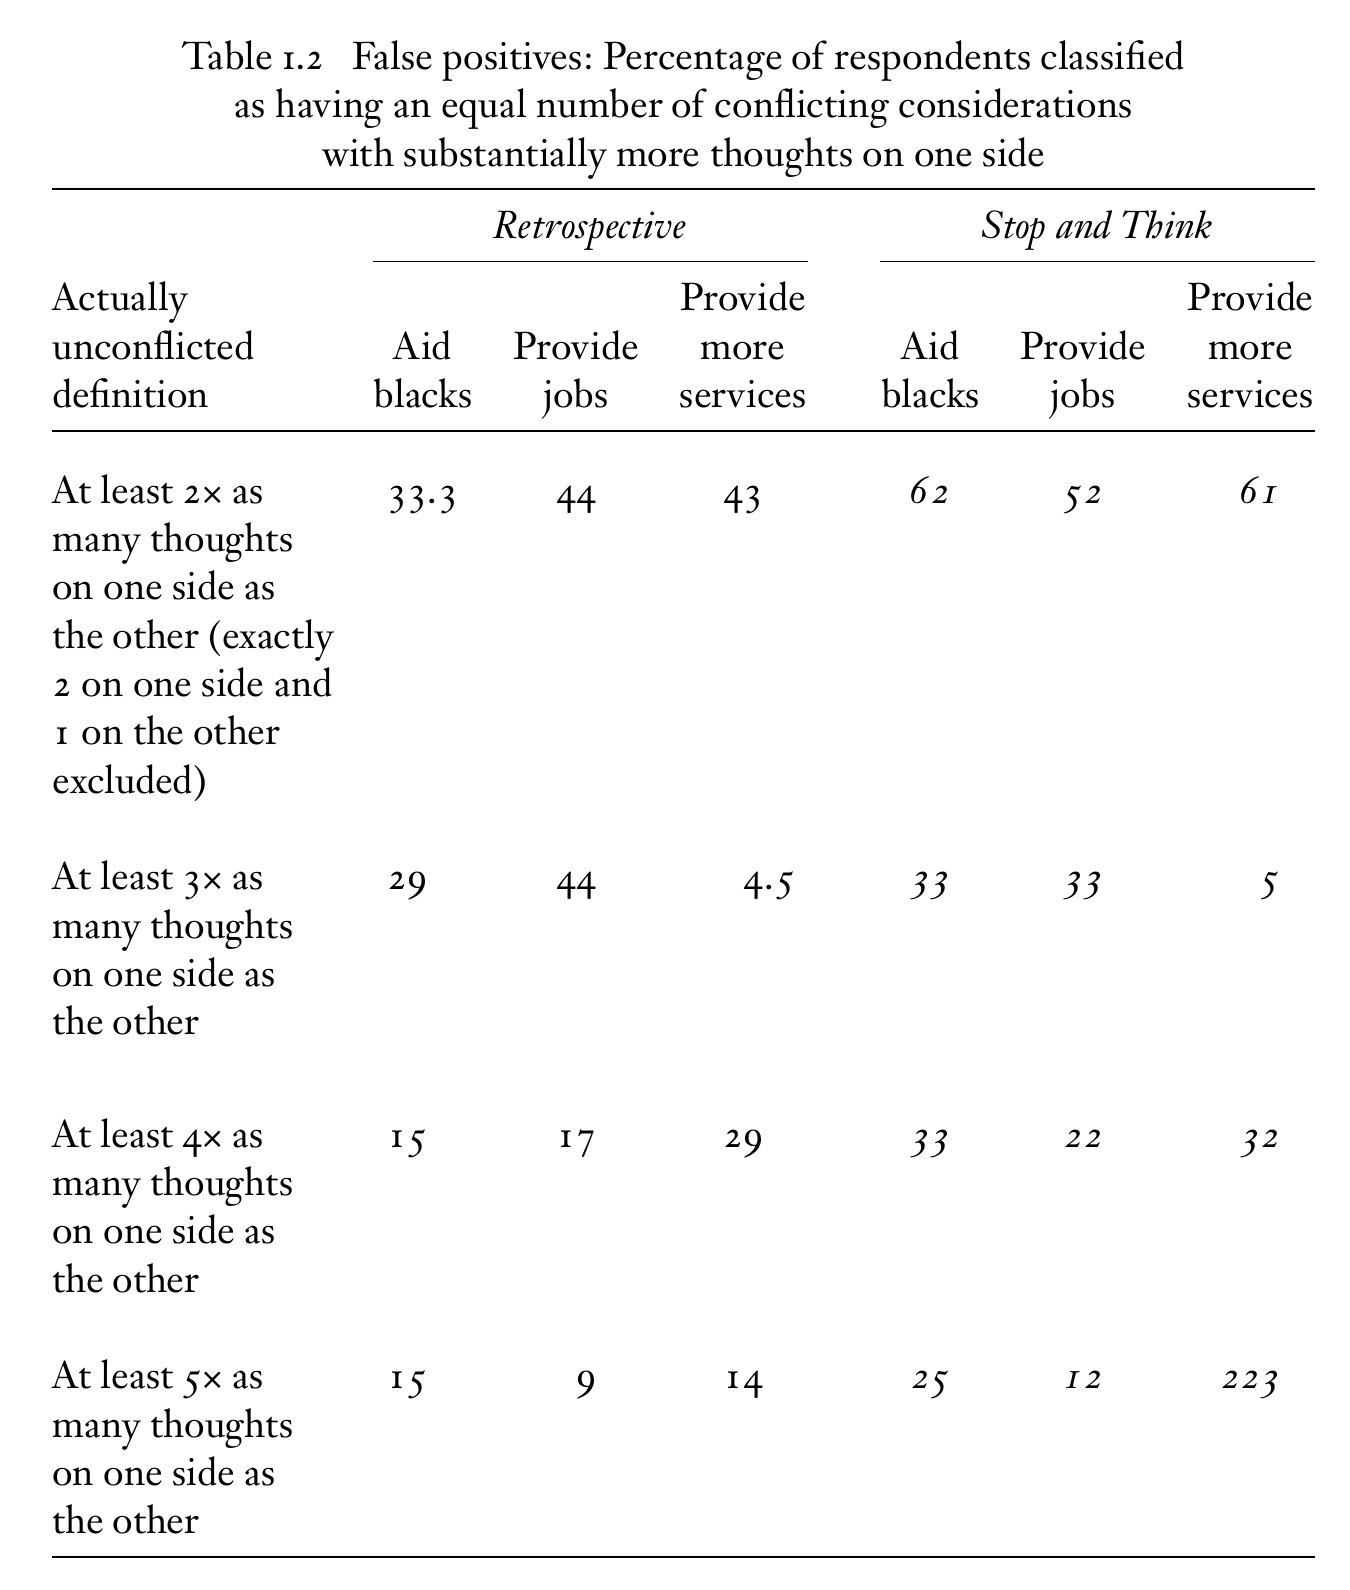 Table 1.2 False positives: Percentage of respondents classified
as having an equal number of conflicting considerations
with substantially more thoughts on one side
Retrospective Stop and Think
Actually Provide Provide
unconflicted Aid Provide more Aid Provide more
definition blacks jobs services blacks jobs services
At least 2× as 33.3 44 43 62 52 61
many thoughts
on one side as
the other (exactly
2 on one side and
1 on the other
excluded)
At least 3× as 29 44 4.5 33 33 5
many thoughts
on one side as
the other
At least 4× as 15 17 29 33 22 32
many thoughts
on one side as
the other
At least 5× as 15 9 14 25 12 223
many thoughts
on one side as
the other